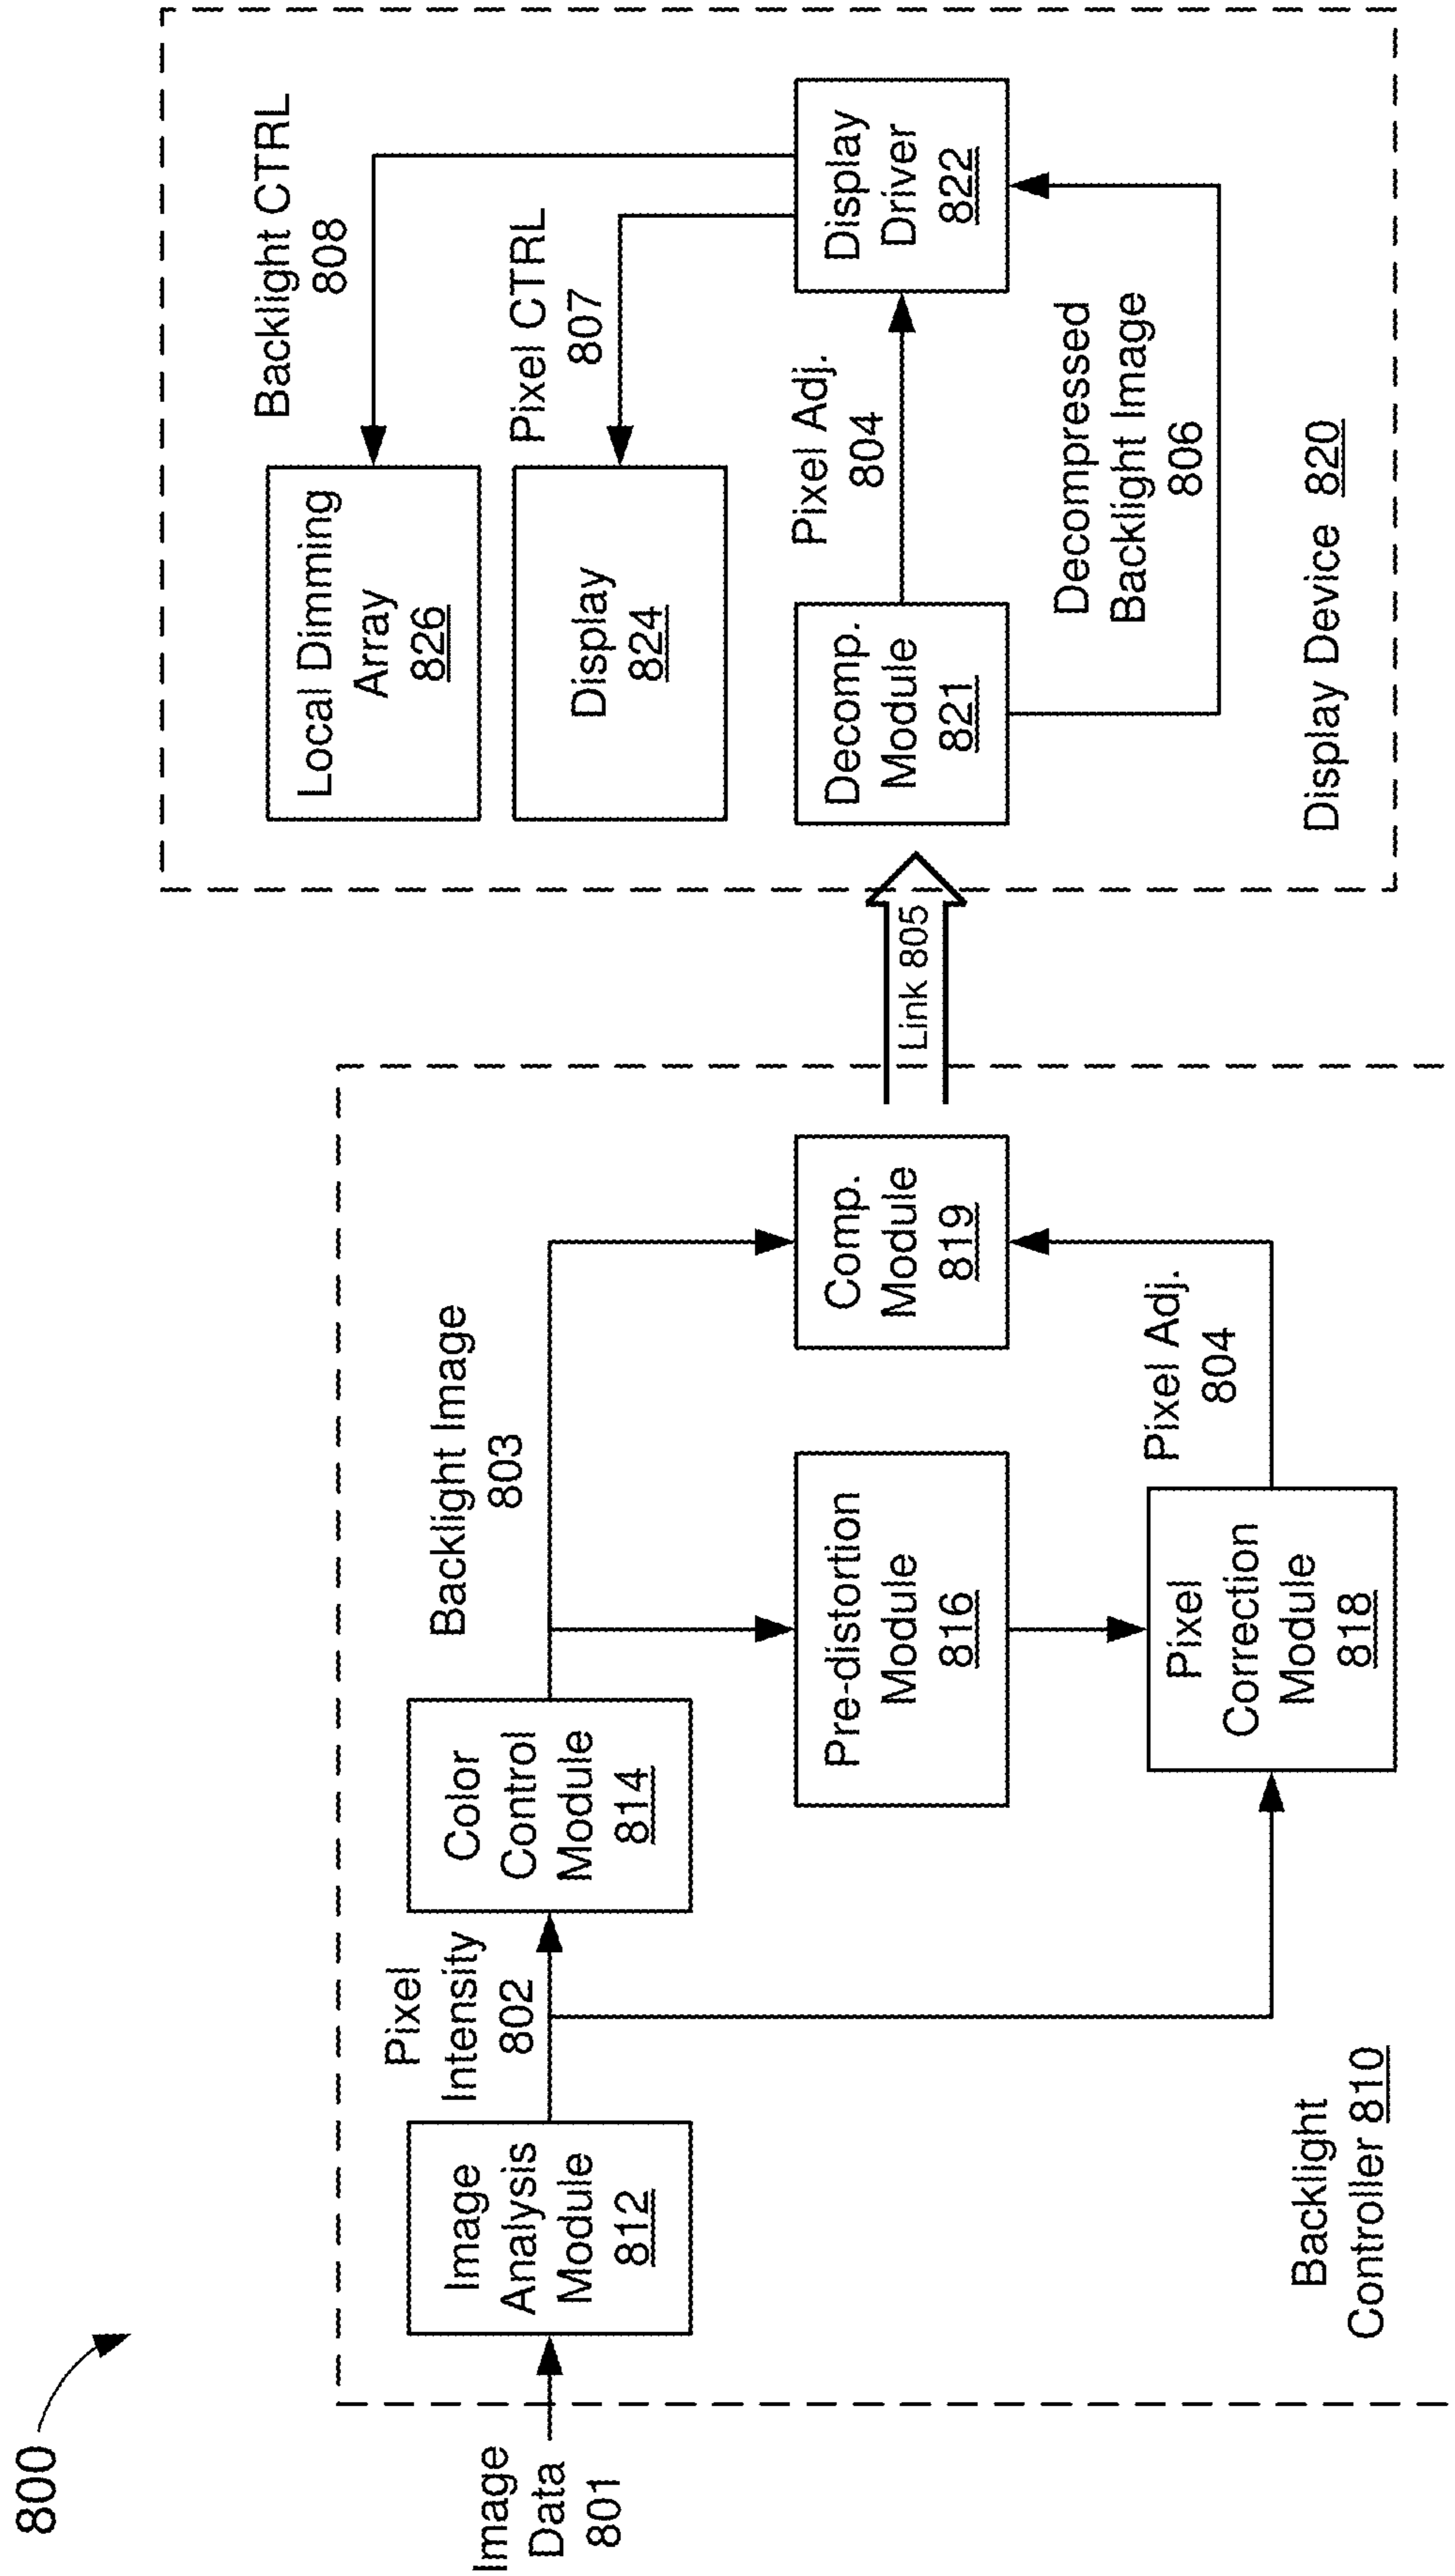 800
Image
Data
801
Image
Analysis
Module
812
Pixel
Intensity
802
Color
Control
Module
814
Backlight Image
803
Pre-distortion
Module
816
Pixel
Correction
Module
818
Pixel Adj.
804
Comp.
Module
819
Backlight
Controller 810
Link 805
Backlight CTRL
808
Local Dimming
Array
826
Pixel CTRL
807
Display
824
Decomp.
Module
821
Pixel Adj.
804
Display
Driver
822
Decompressed
Backlight Image
806
Display Device 820